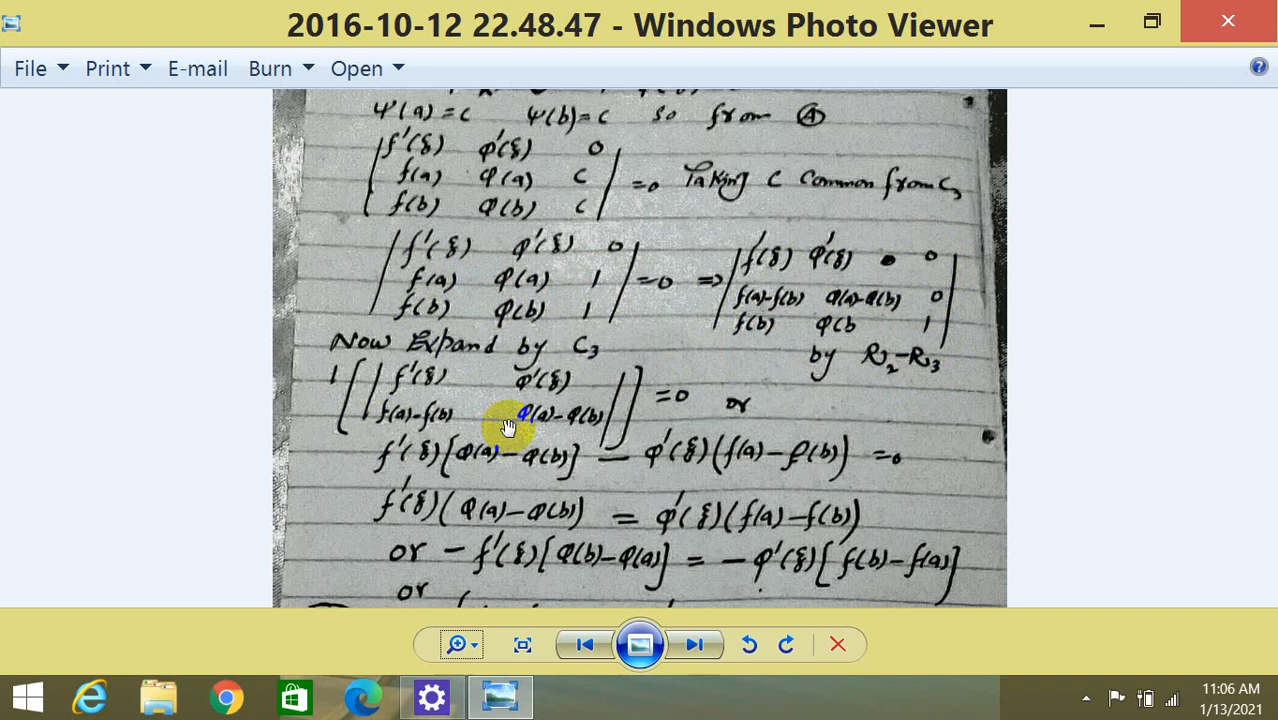 2016-10-12 22.48.47 - Windows Photo Viewer
File Print E-mail Burn Open
Ψ(a)=c Ψ(b)=c so from Ⓐ
| f'(ξ) φ'(ξ) 0
f(a) φ(a) c
f(b) φ(b) c | =0 Taking C Common from C3
| f'(ξ) φ'(ξ) 0
f(a) φ(a) 1
f(b) φ(b) 1 | =0 ⇒ | f'(ξ) φ'(ξ) 0
f(a)-f(b) φ(a)-φ(b) 0
f(b) φ(b 1 |
Now Expand by C3 by R2-R3
1[ | f'(ξ) φ'(ξ)
f(a)-f(b) φ(a)-φ(b) | ] =0 or
f'(ξ)[φ(a)-φ(b)] - φ'(ξ)(f(a)-f(b)) =0
f'(ξ)(φ(a)-φ(b)) = φ'(ξ)(f(a)-f(b))
or -f'(ξ)[φ(b)-φ(a)] = -φ'(ξ)[f(b)-f(a)]
or
11:06 AM
1/13/2021